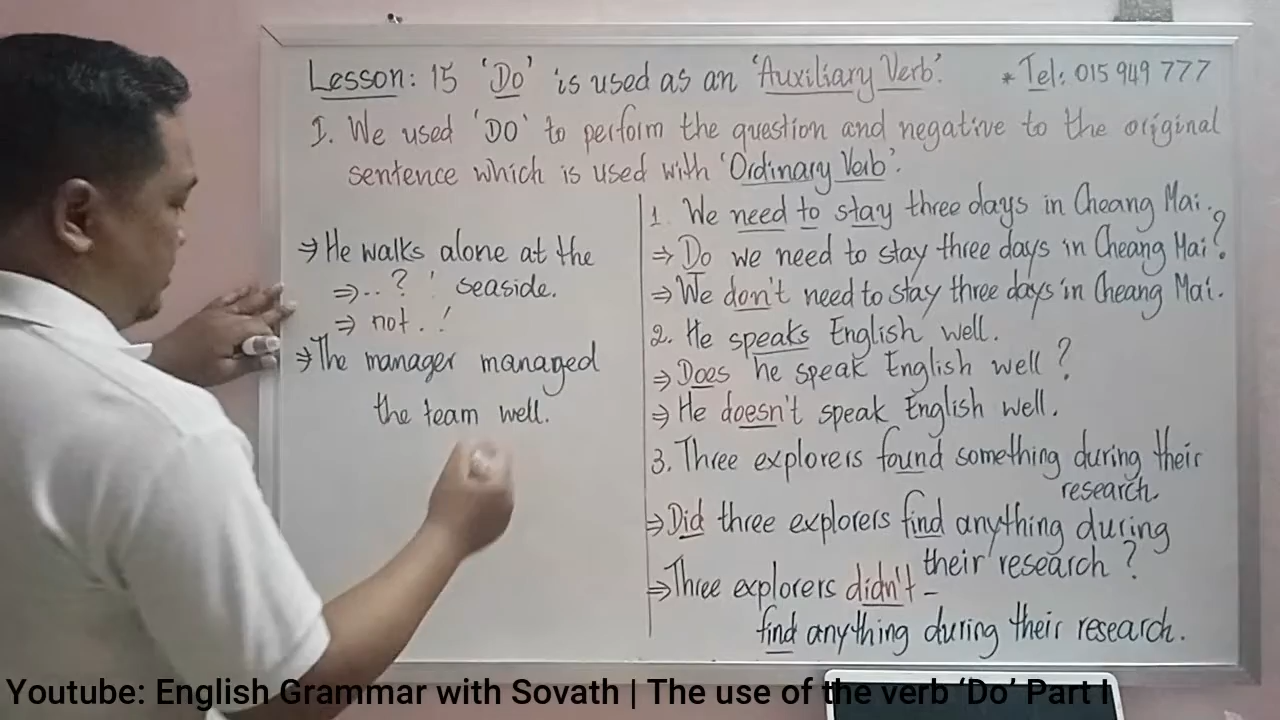 Lesson: 15 'Do' is used as an 'Auxiliary Verb'. * Tel: 015 949 777
I. We used 'DO' to perform the question and negative to the original
sentence which is used with 'Ordinary Verb'.
⇒ He walks alone at the
seaside.
⇒ ..?
⇒ not..!
⇒ The manager managed
the team well.
1. We need to stay three days in Cheang Mai.
⇒ Do we need to stay three days in Cheang Mai?
⇒ We don't need to stay three days in Cheang Mai.
2. He speaks English well.
⇒ Does he speak English well?
⇒ He doesn't speak English well.
3. Three explorers found something during their
research.
⇒ Did three explorers find anything during
their research?
⇒ Three explorers didn't –
find anything during their research.
Youtube: English Grammar with Sovath | The use of the verb 'Do' Part I